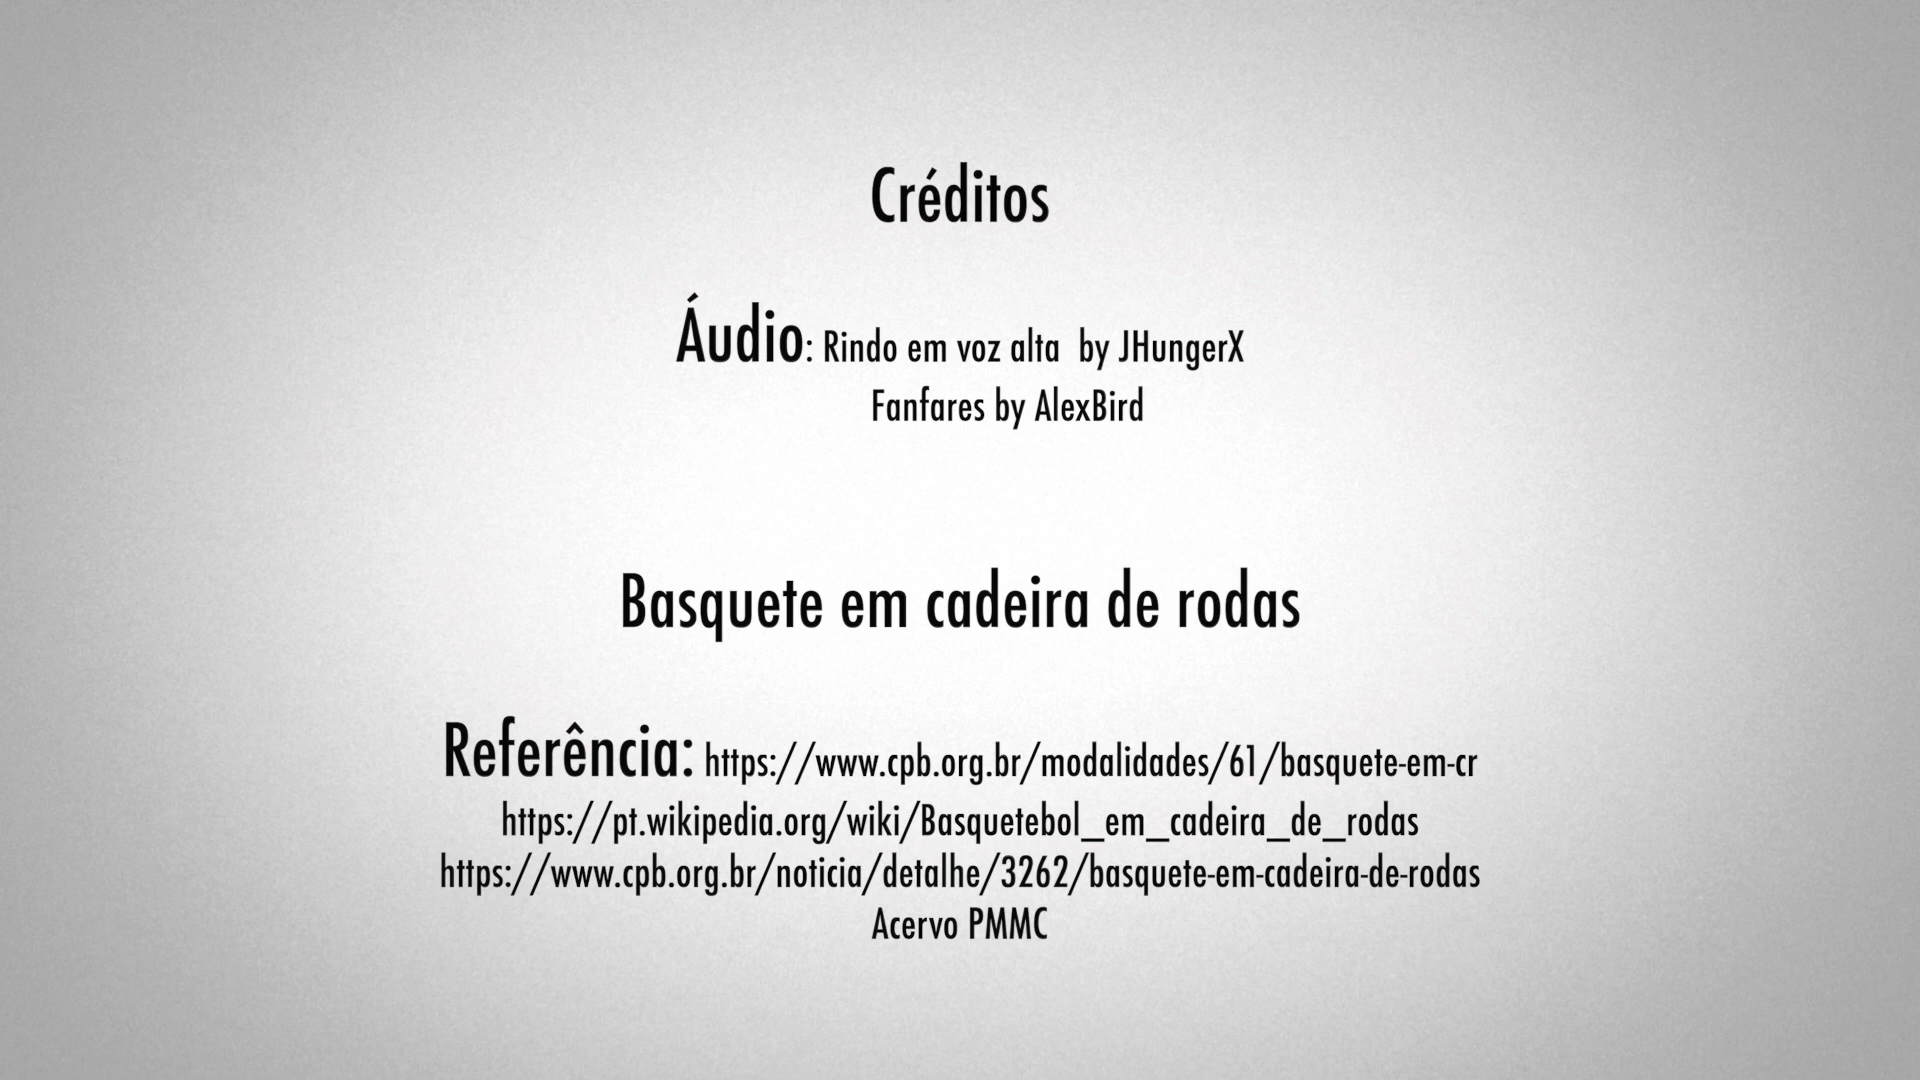 Créditos
Áudio: Rindo em voz alta by JHungerX
Fanfares by AlexBird
Basquete em cadeira de rodas
Referência: https://www.cpb.org.br/modalidades/61/basquete-em-cr
https://pt.wikipedia.org/wiki/Basquetebol_em_cadeira_de_rodas
https://www.cpb.org.br/noticia/detalhe/3262/basquete-em-cadeira-de-rodas
Acervo PMMC